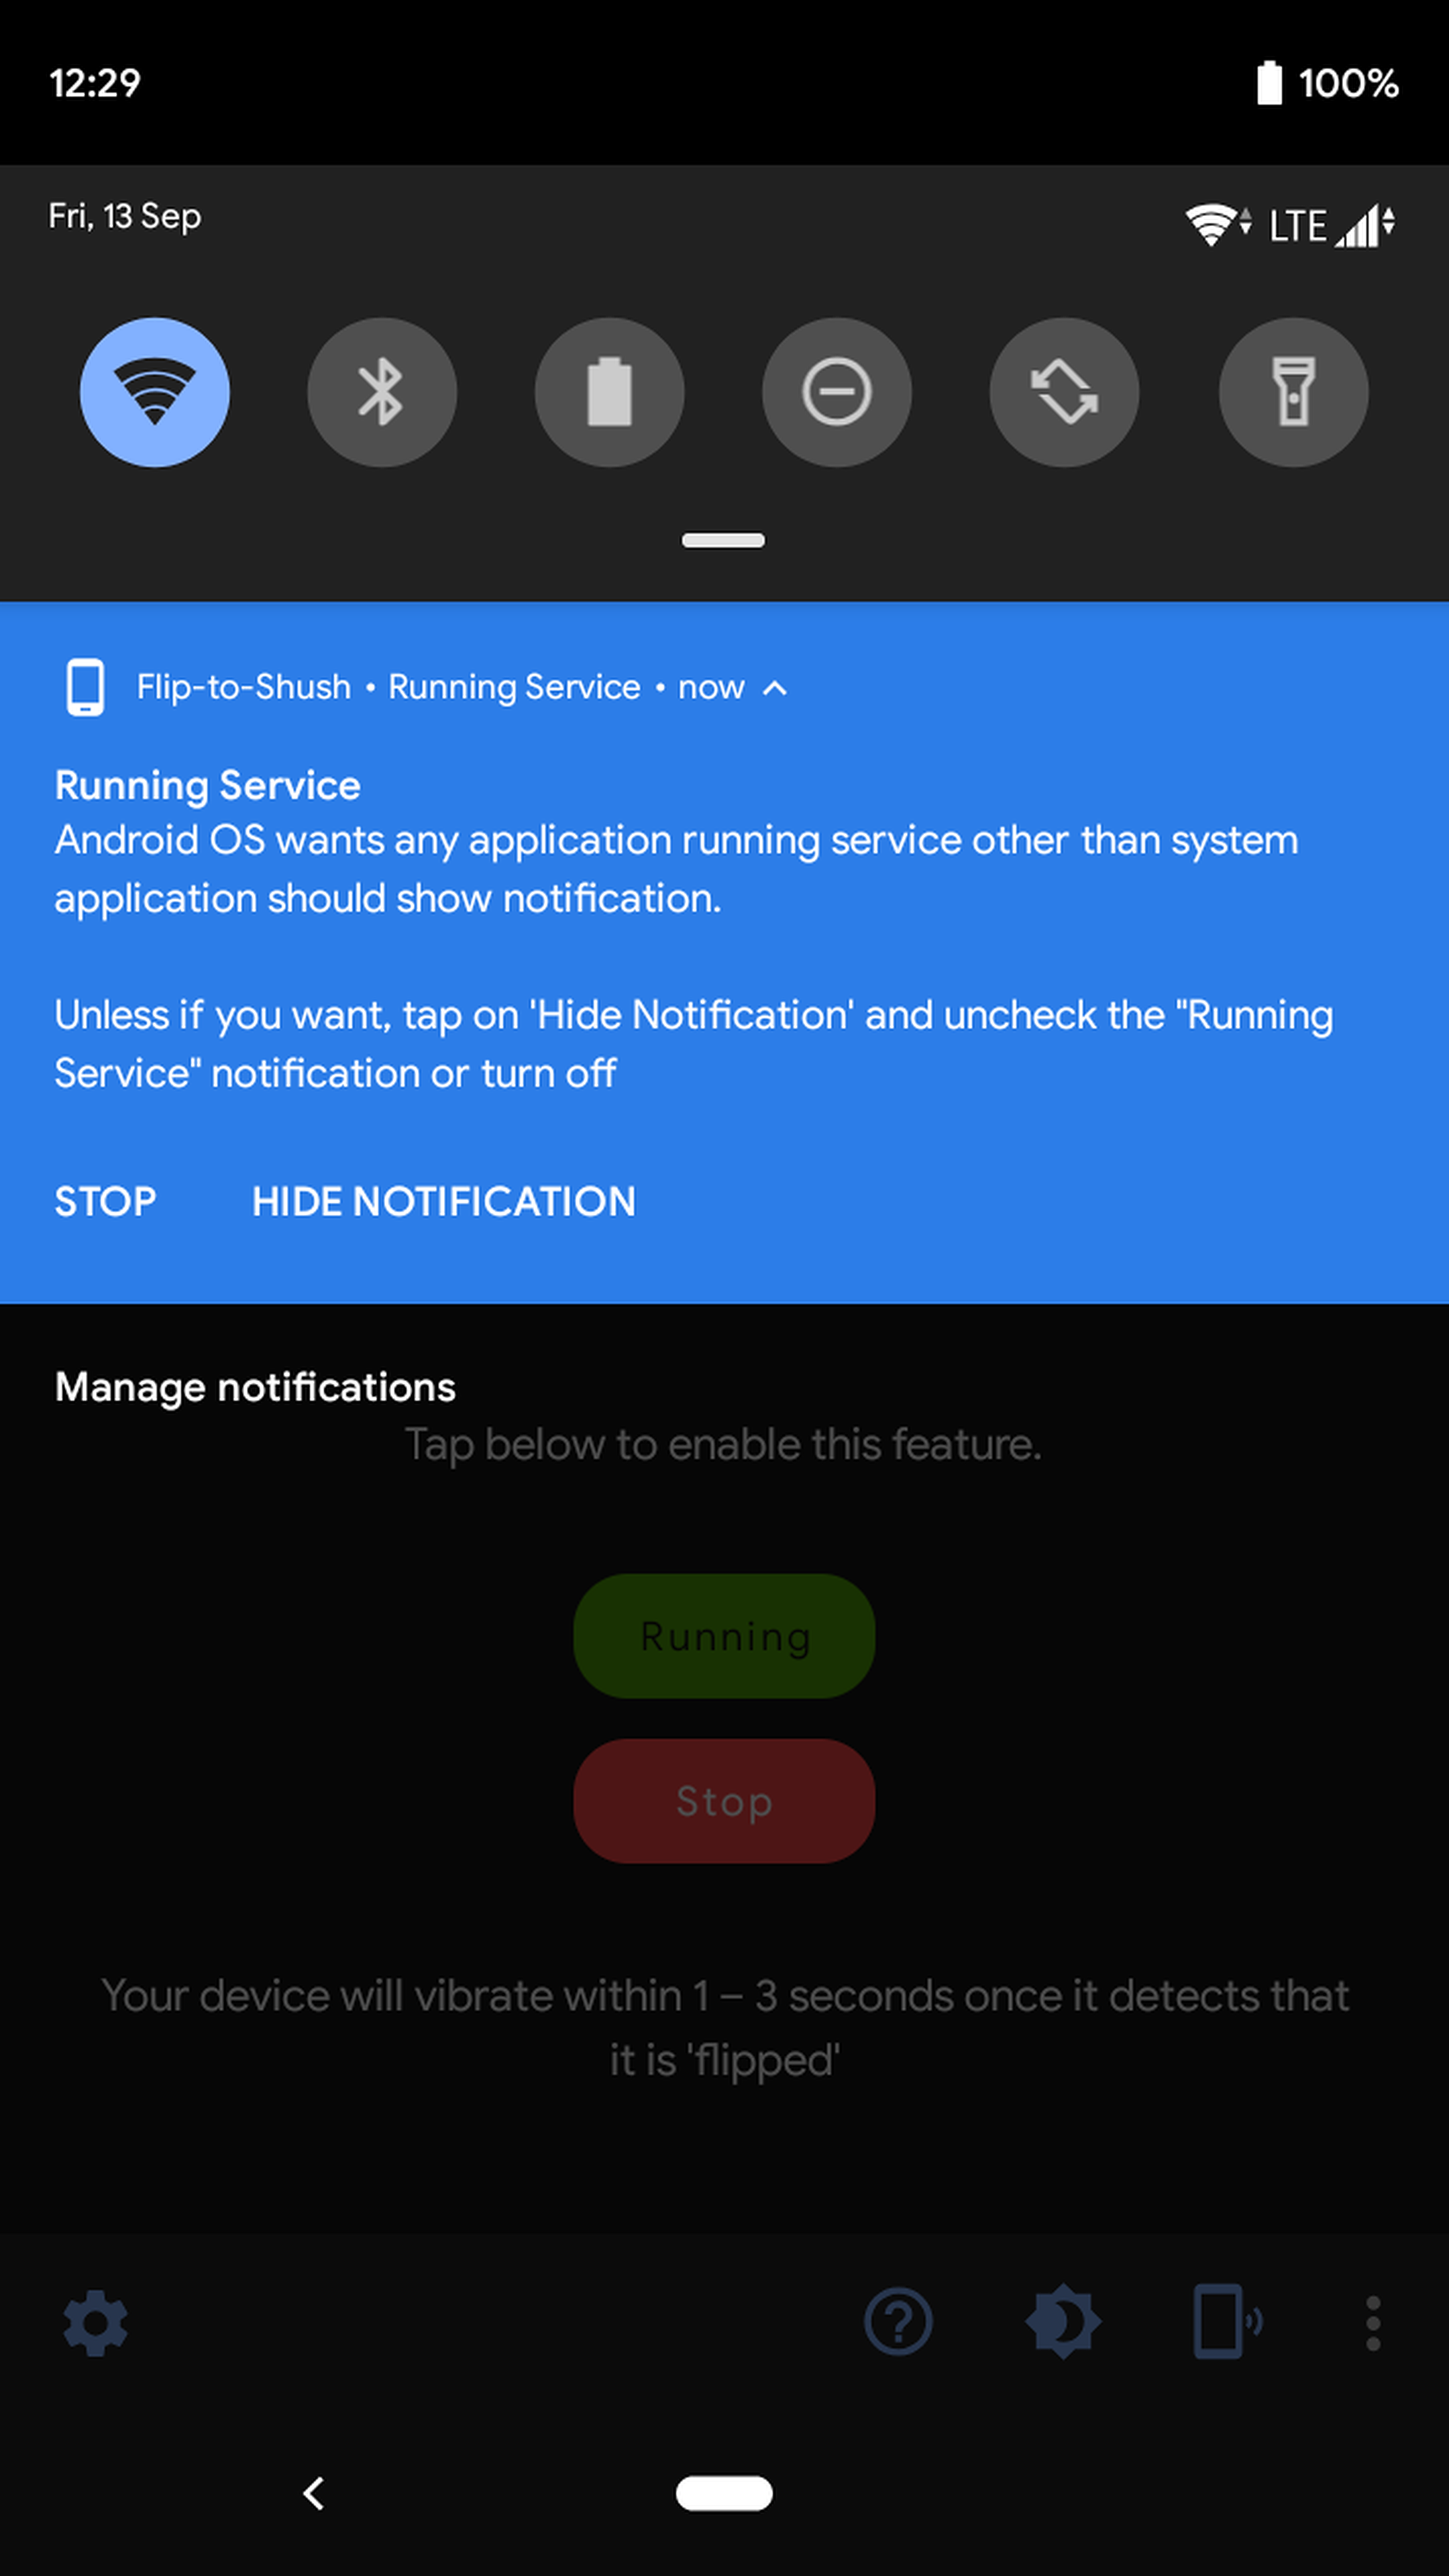 12:29
100%
Fri, 13 Sep
LTE
Flip-to-Shush • Running Service • now
Running Service
Android OS wants any application running service other than system
application should show notification.
Unless if you want, tap on 'Hide Notification' and uncheck the "Running
Service" notification or turn off
STOP HIDE NOTIFICATION
Manage notifications
Tap below to enable this feature.
Running
Stop
Your device will vibrate within 1 – 3 seconds once it detects that
it is 'flipped'